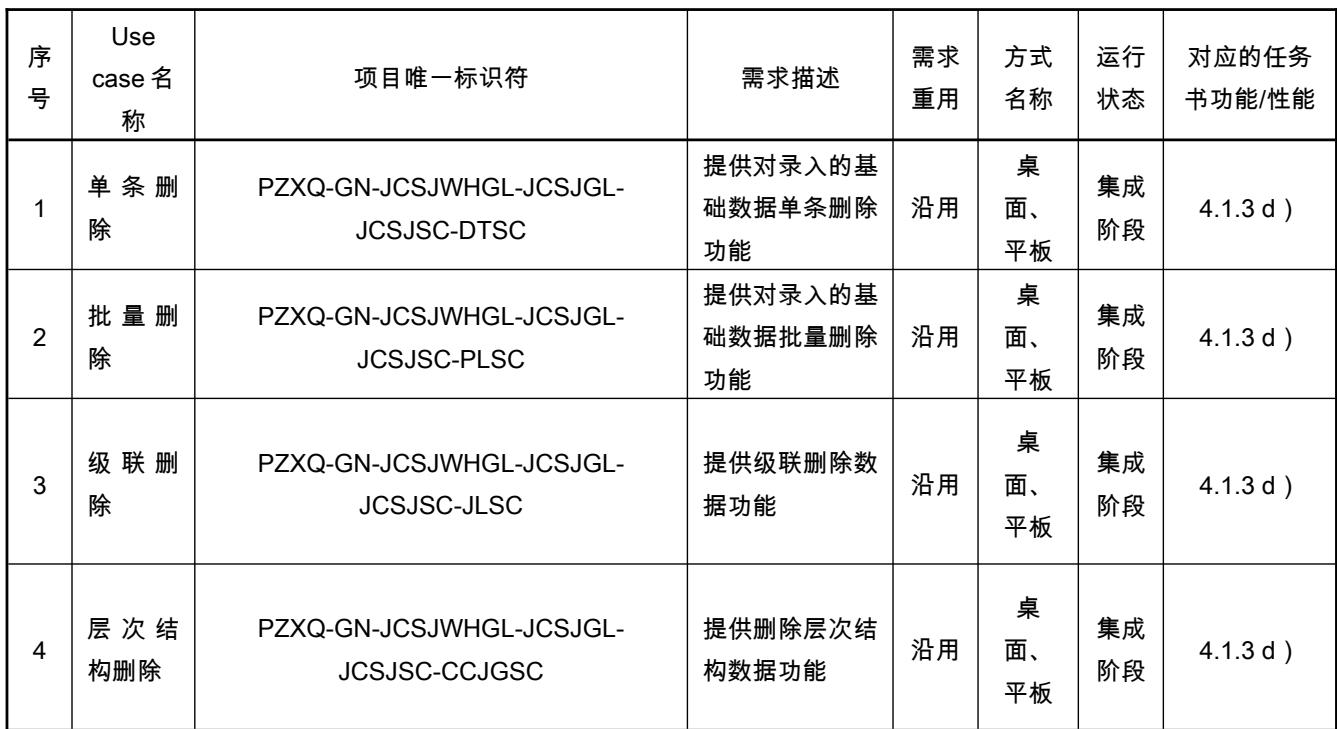 序号
Use case 名称
项目唯一标识符
需求描述
需求重用
方式名称
运行状态
对应的任务书功能/性能
1
单条删除
PZXQ-GN-JCSJWHGL-JCSJGL-
JCSJSC-DTSC
提供对录入的基
础数据单条删除
功能
沿用
桌
面、
平板
集成
阶段
4.1.3 d）
2
批量删除
PZXQ-GN-JCSJWHGL-JCSJGL-
JCSJSC-PLSC
提供对录入的基
础数据批量删除
功能
沿用
桌
面、
平板
集成
阶段
4.1.3 d）
3
级联删除
PZXQ-GN-JCSJWHGL-JCSJGL-
JCSJSC-JLSC
提供级联删除数
据功能
沿用
桌
面、
平板
集成
阶段
4.1.3 d）
4
层次结构删除
PZXQ-GN-JCSJWHGL-JCSJGL-
JCSJSC-CCJGSC
提供删除层次结
构数据功能
沿用
桌
面、
平板
集成
阶段
4.1.3 d）